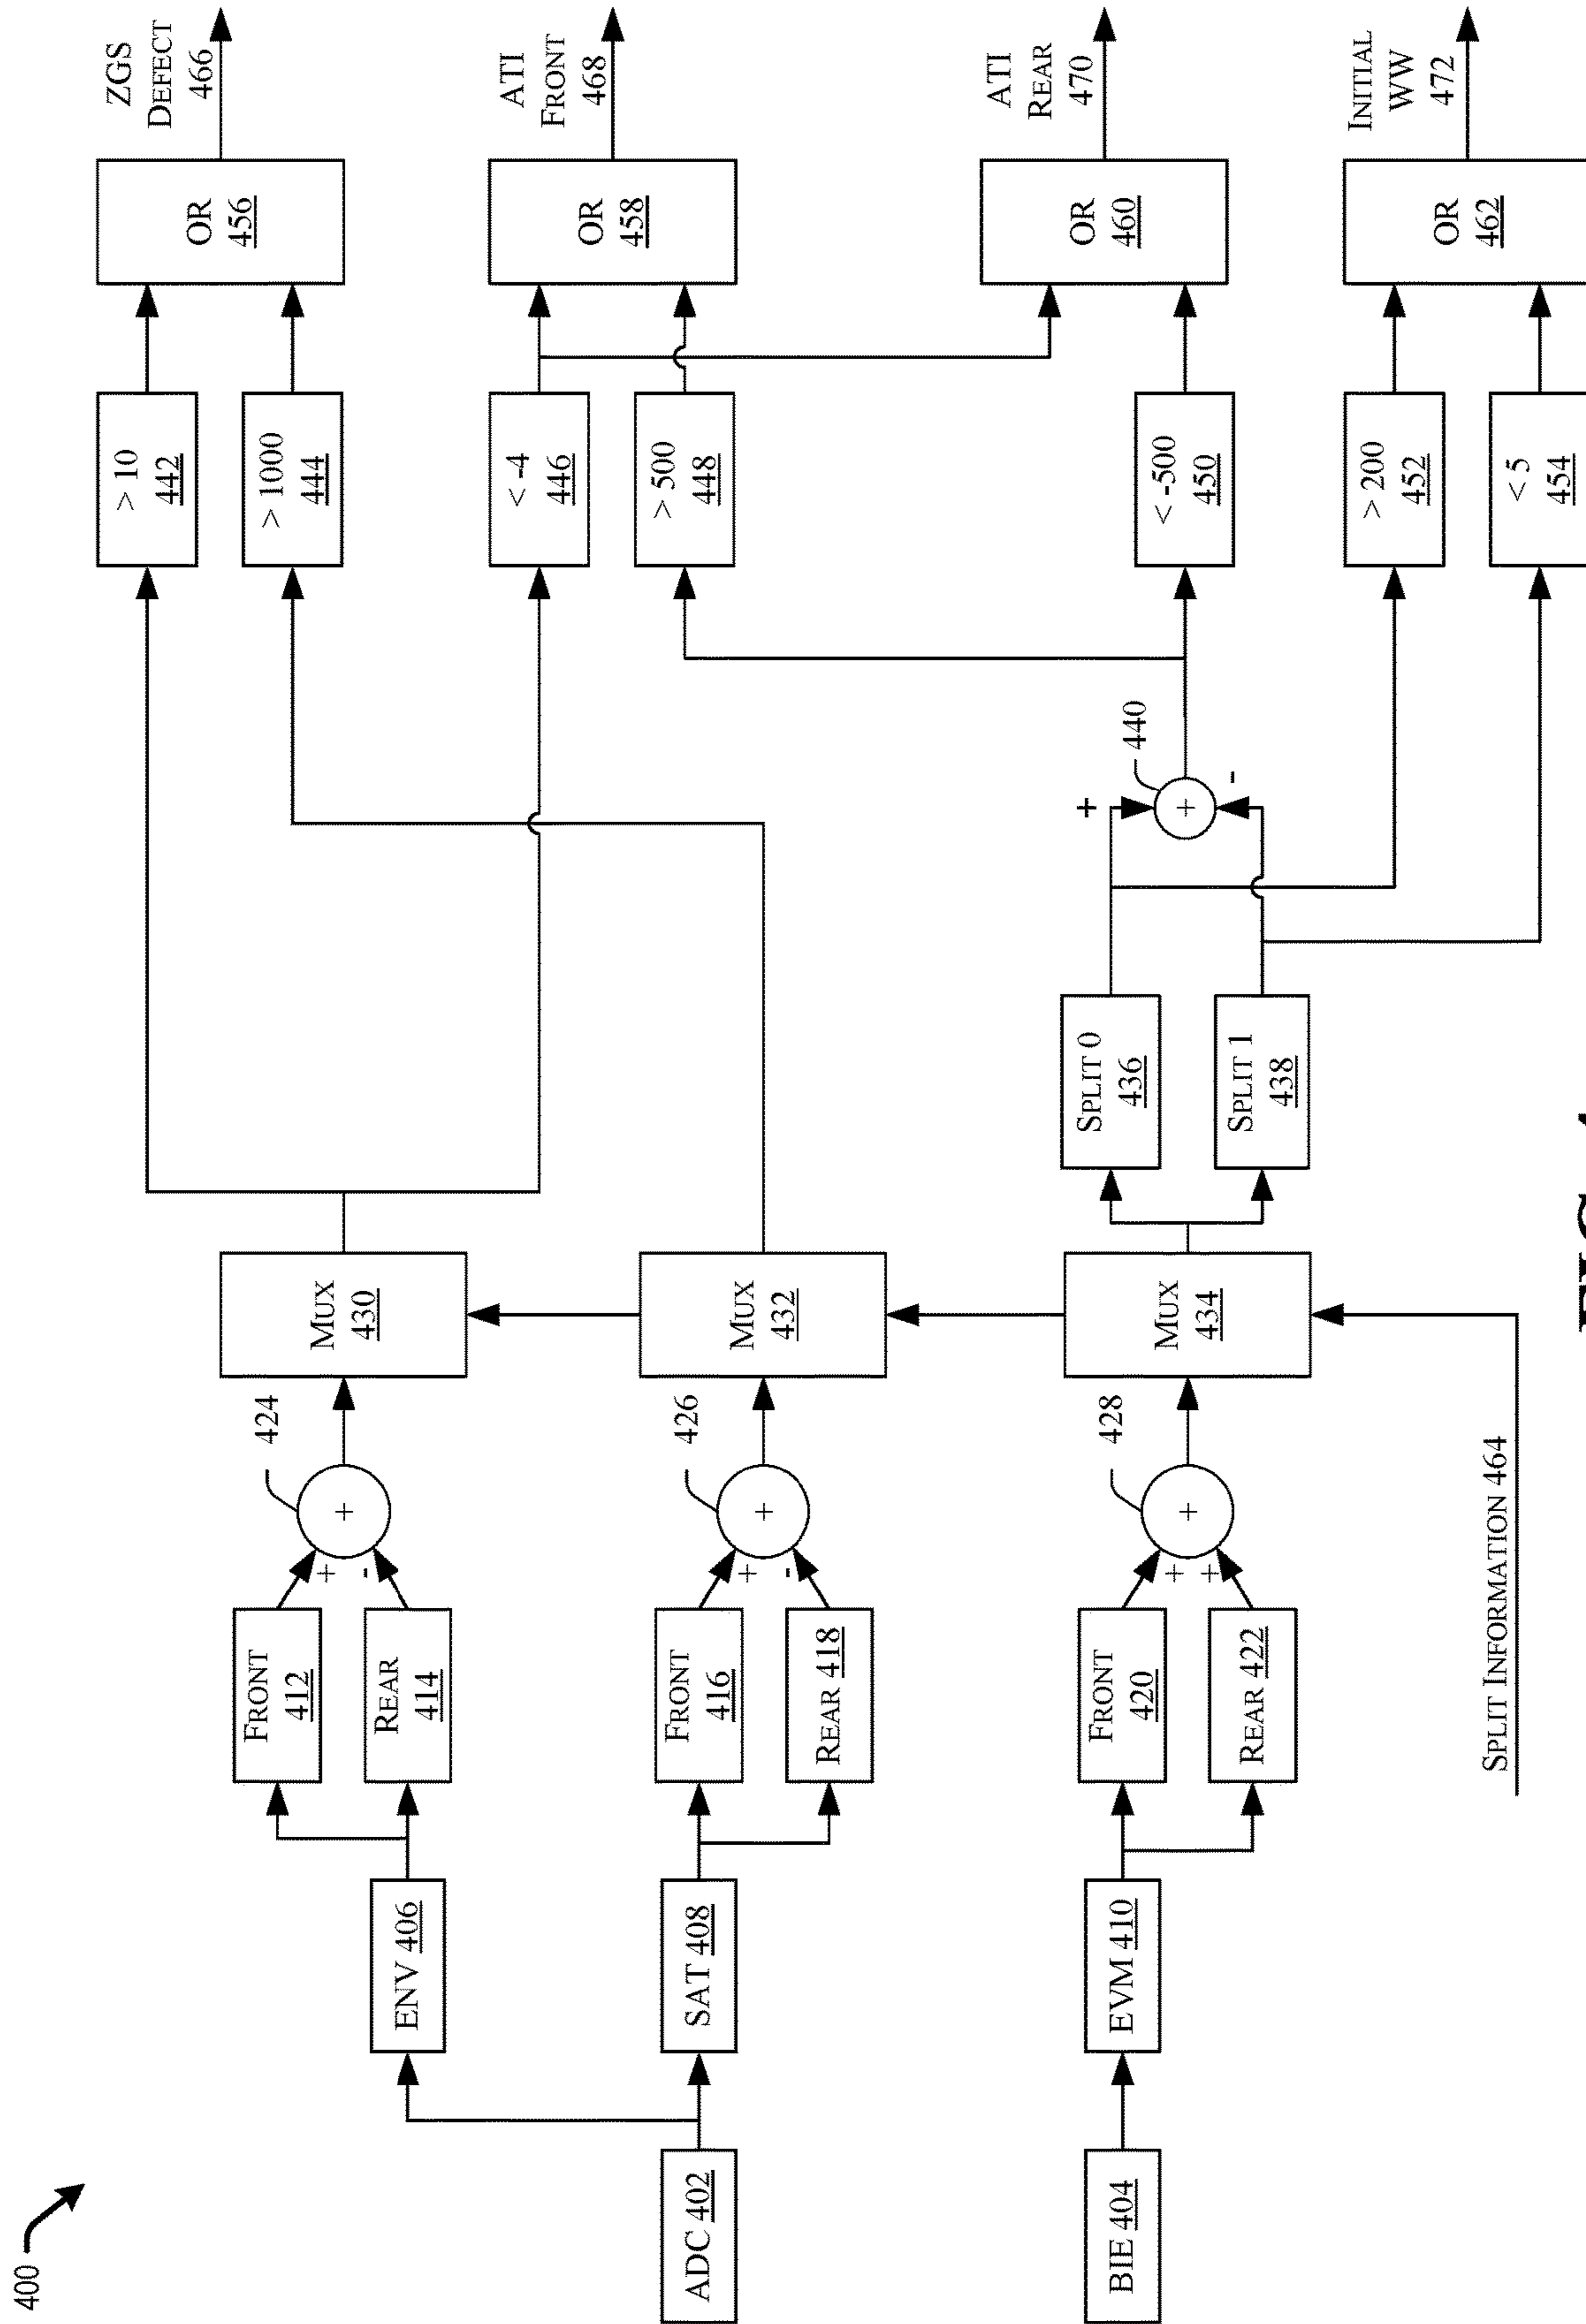 400
ADC 402
BIE 404
ENV 406
SAT 408
EVM 410
FRONT
412
REAR
414
FRONT
416
REAR 418
FRONT
420
REAR 422
+
-
+
424
+
-
+
426
+
+
+
428
MUX
430
MUX
432
MUX
434
SPLIT INFORMATION 464
SPLIT 0
436
SPLIT 1
438
+
-
+
440
> 10
442
> 1000
444
< -4
446
> 500
448
< -500
450
> 200
452
< 5
454
OR
456
OR
458
OR
460
OR
462
ZGS
DEFECT
466
ATI
FRONT
468
ATI
REAR
470
INITIAL
WW
472